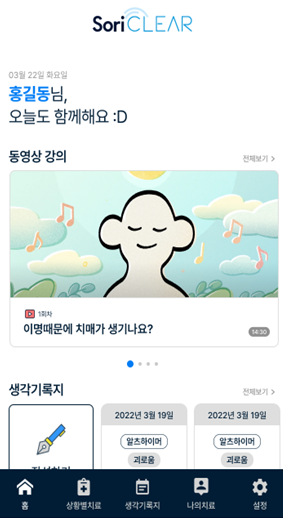 SoriCLEAR
03월 22일 화요일
홍길동님,
오늘도 함께해요 :D
동영상 강의
전체보기 >
1회차
이명때문에 치매가 생기나요?
14:30
생각기록지
전체보기 >
2022년 3월 19일
알츠하이머
괴로움
2022년 3월 19일
알츠하이머
괴로움
홈
상황별치료
생각기록지
나의치료
설정